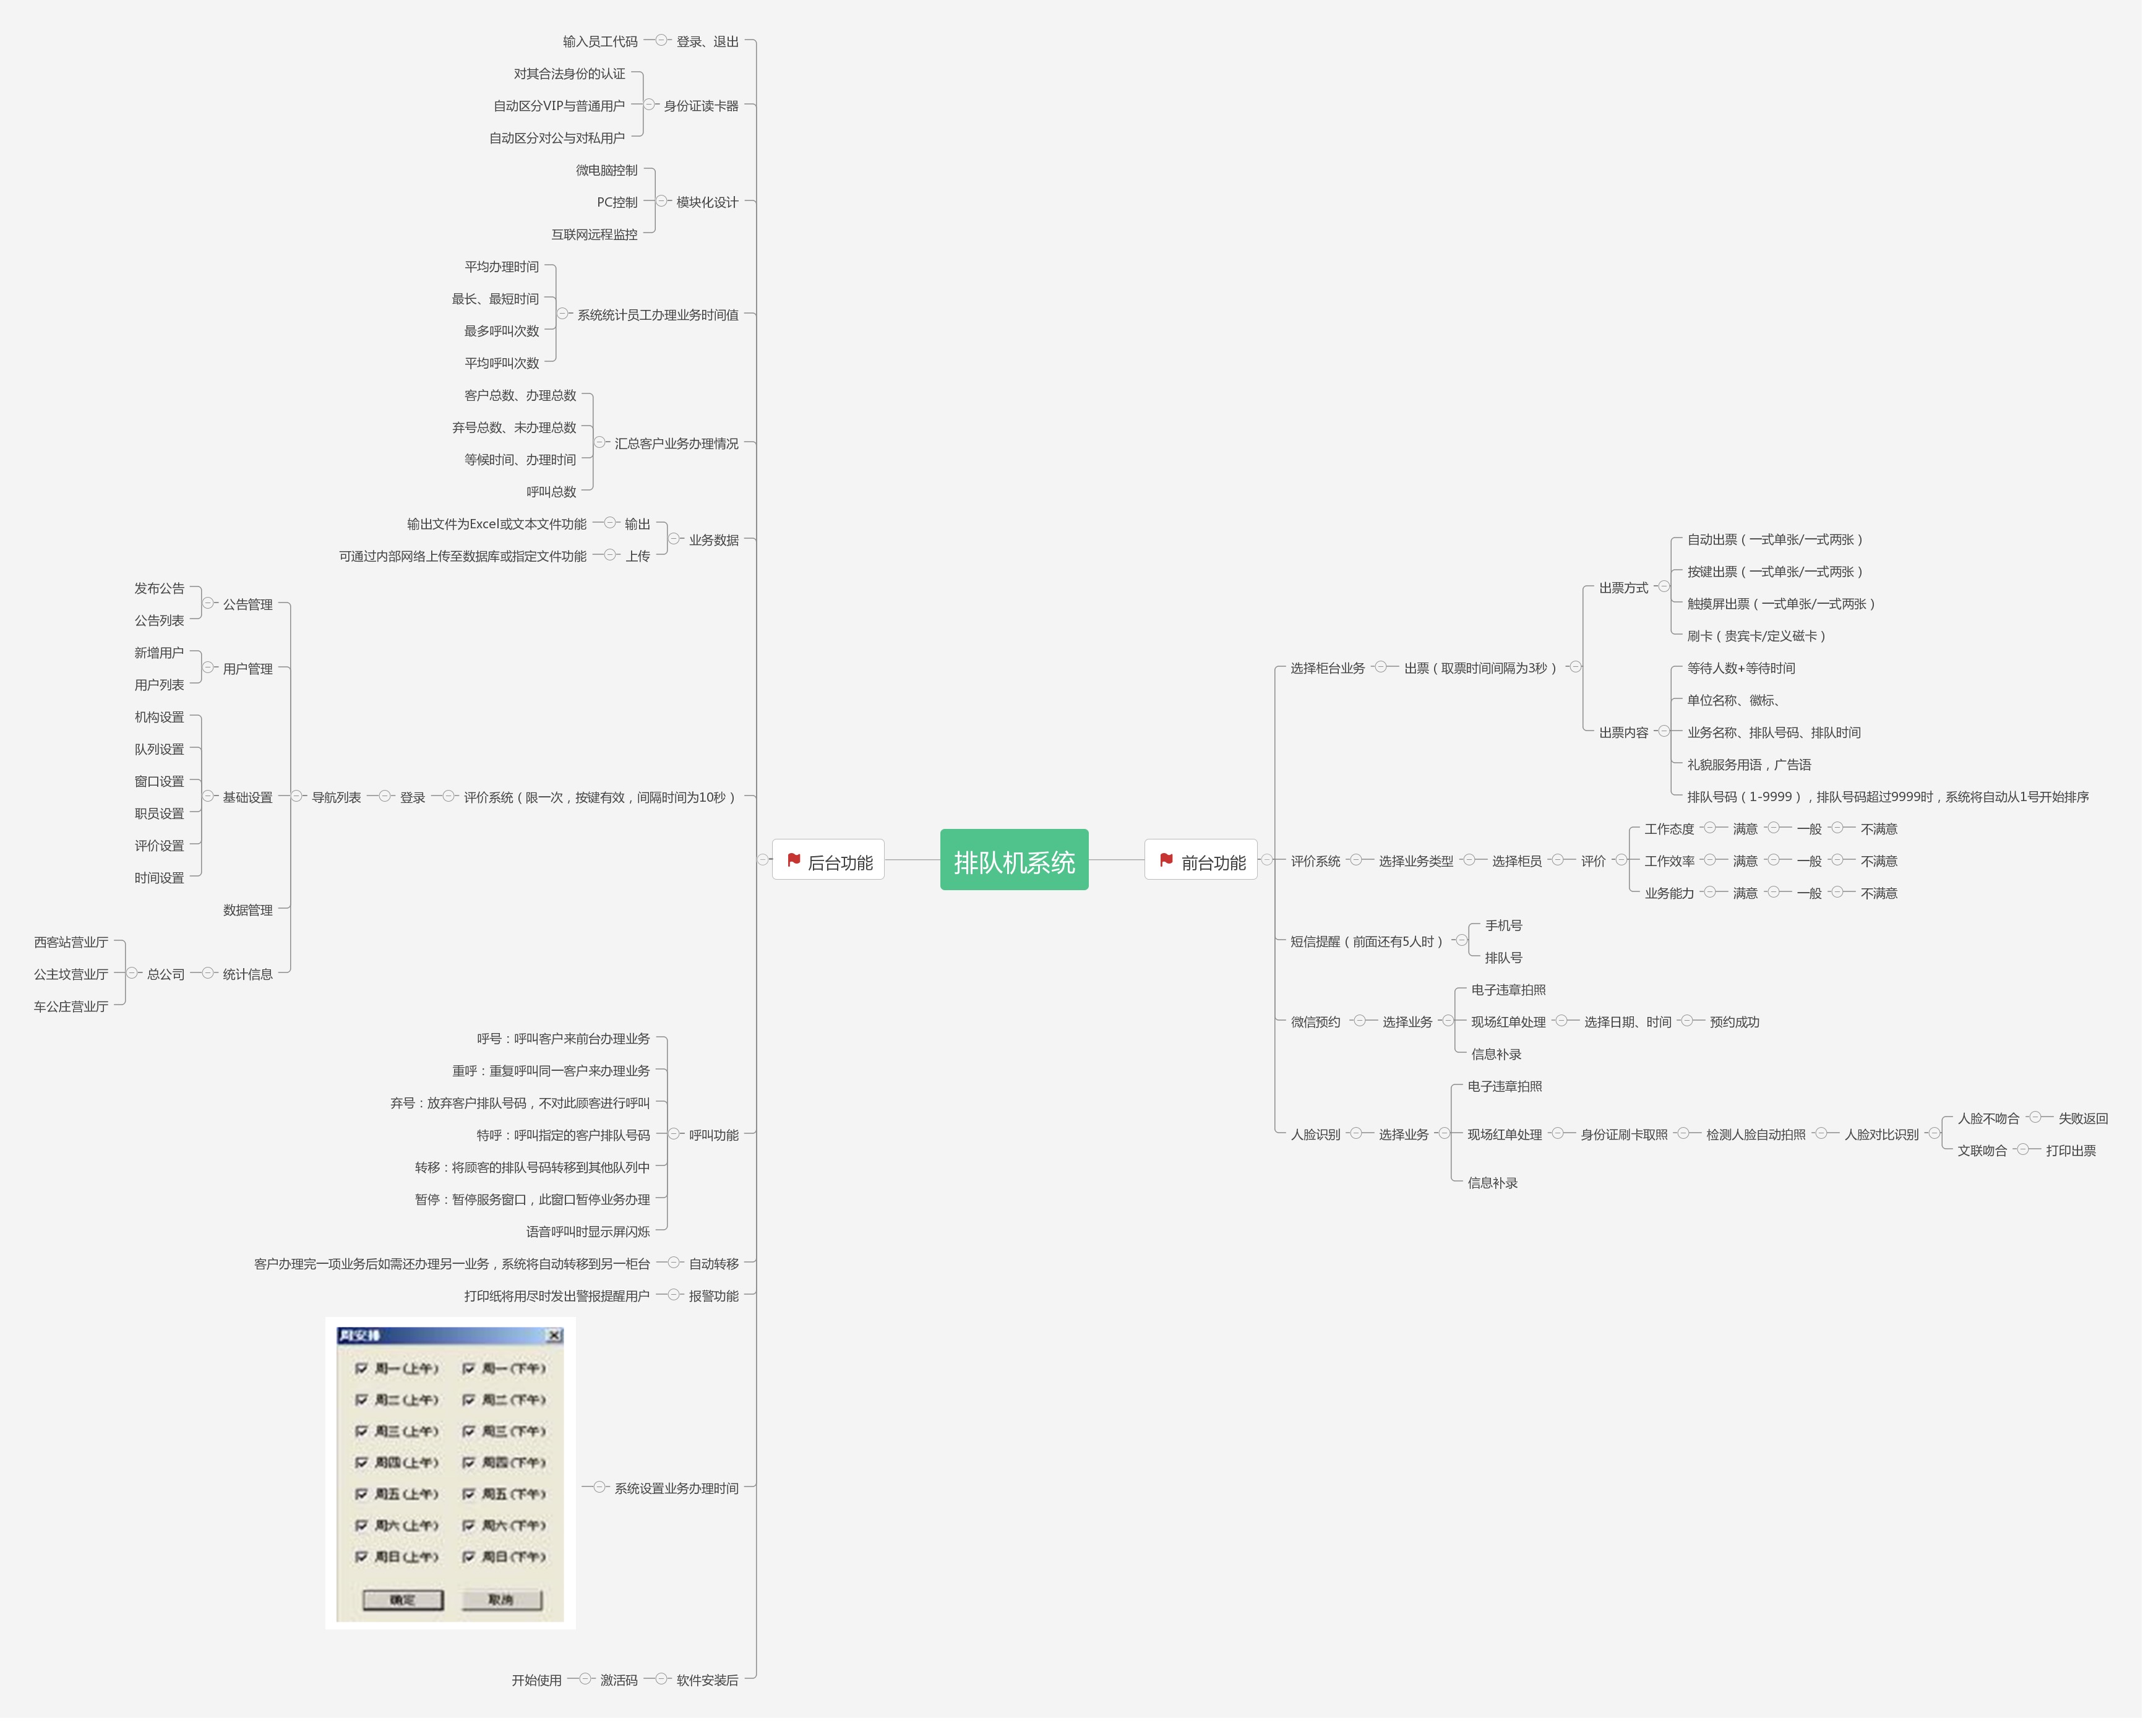 排队机系统
后台功能
登录、退出
输入员工代码
身份证读卡器
对其合法身份的认证
自动区分VIP与普通用户
自动区分对公与对私用户
模块化设计
微电脑控制
PC控制
互联网远程监控
系统统计员工办理业务时间值
平均办理时间
最长、最短时间
最多呼叫次数
平均呼叫次数
汇总客户业务办理情况
客户总数、办理总数
弃号总数、未办理总数
等候时间、办理时间
呼叫总数
业务数据
输出
输出文件为Excel或文本文件功能
上传
可通过内部网络上传至数据库或指定文件功能
评价系统（限一次，按键有效，间隔时间为10秒）
登录
导航列表
公告管理
发布公告
公告列表
用户管理
新增用户
用户列表
基础设置
机构设置
队列设置
窗口设置
职员设置
评价设置
时间设置
数据管理
统计信息
总公司
西客站营业厅
公主坟营业厅
车公庄营业厅
呼叫功能
呼号：呼叫客户来前台办理业务
重呼：重复呼叫同一客户来办理业务
弃号：放弃客户排队号码，不对此顾客进行呼叫
特呼：呼叫指定的客户排队号码
转移：将顾客的排队号码转移到其他队列中
暂停：暂停服务窗口，此窗口暂停业务办理
语音呼叫时显示屏闪烁
自动转移
客户办理完一项业务后如需还办理另一业务，系统将自动转移到另一柜台
报警功能
打印纸将用尽时发出警报提醒用户
系统设置业务办理时间
周安排
周一(上午) 周一(下午)
周二(上午) 周二(下午)
周三(上午) 周三(下午)
周四(上午) 周四(下午)
周五(上午) 周五(下午)
周六(上午) 周六(下午)
周日(上午) 周日(下午)
确定 取消
软件安装后
激活码
开始使用
前台功能
选择柜台业务
出票（取票时间间隔为3秒）
出票方式
自动出票（一式单张/一式两张）
按键出票（一式单张/一式两张）
触摸屏出票（一式单张/一式两张）
刷卡（贵宾卡/定义磁卡）
出票内容
等待人数+等待时间
单位名称、徽标、
业务名称、排队号码、排队时间
礼貌服务用语，广告语
排队号码（1-9999），排队号码超过9999时，系统将自动从1号开始排序
评价系统
选择业务类型
选择柜员
评价
工作态度 满意 一般 不满意
工作效率 满意 一般 不满意
业务能力 满意 一般 不满意
短信提醒（前面还有5人时）
手机号
排队号
微信预约
选择业务
电子违章拍照
现场红单处理
选择日期、时间
预约成功
信息补录
人脸识别
选择业务
电子违章拍照
现场红单处理
身份证刷卡取照
检测人脸自动拍照
人脸对比识别
人脸不吻合
失败返回
文联吻合
打印出票
信息补录